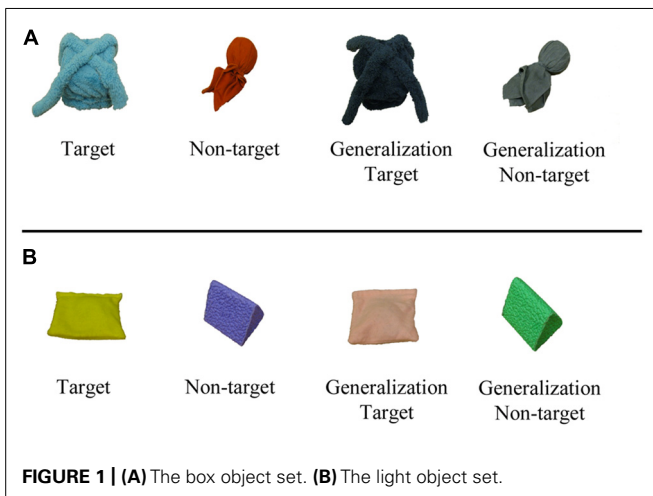 A
Target Non-target Generalization Target Generalization Non-target
B
Target Non-target Generalization Target Generalization Non-target
FIGURE 1 | (A) The box object set. (B) The light object set.